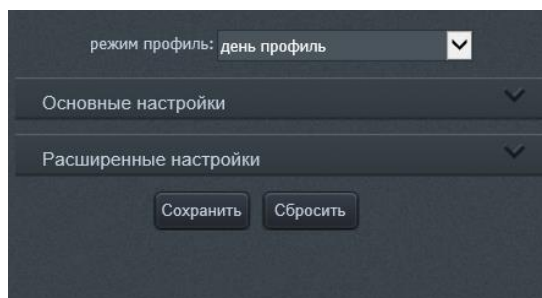 режим профиль: день профиль
Основные настройки
Расширенные настройки
Сохранить Сбросить